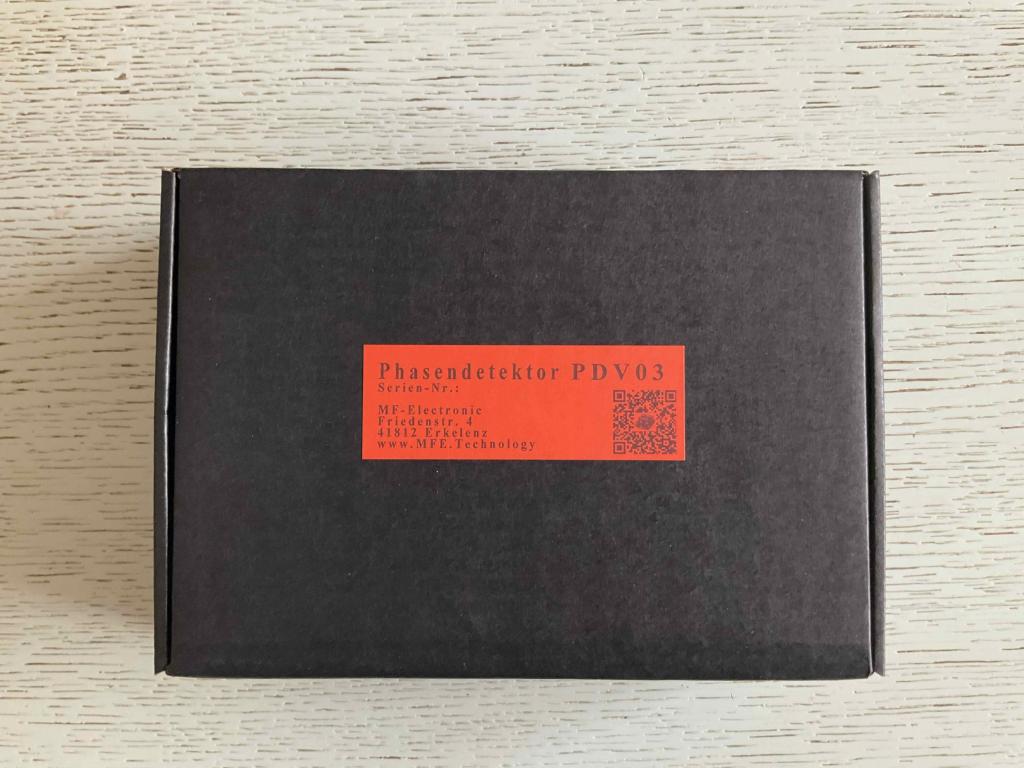 Phasendetektor PDV03
Serien-Nr.:
MF-Electronic
Friedenstr. 4
41812 Erkelenz
www.MFE.Technology